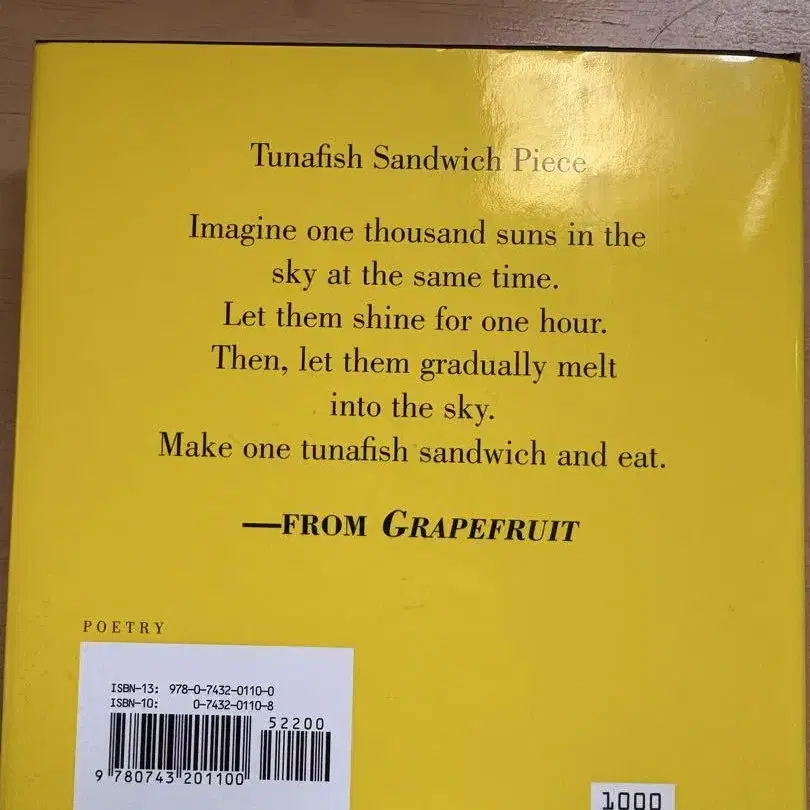 Tunafish Sandwich Piece
Imagine one thousand suns in the
sky at the same time.
Let them shine for one hour.
Then, let them gradually melt
into the sky.
Make one tunafish sandwich and eat.
—FROM GRAPEFRUIT
POETRY
ISBN-13: 978-0-7432-0110-0
ISBN-10: 0-7432-0110-8
52200
9 780743 201100
1000